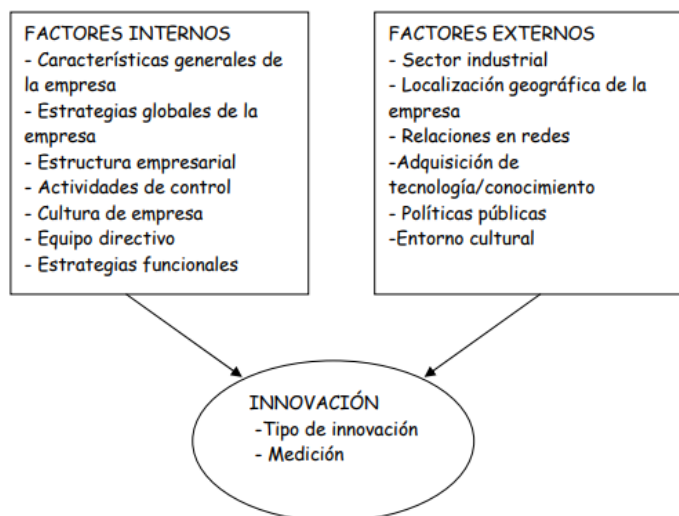 FACTORES INTERNOS
- Características generales de
la empresa
- Estrategias globales de la
empresa
- Estructura empresarial
- Actividades de control
- Cultura de empresa
- Equipo directivo
- Estrategias funcionales
FACTORES EXTERNOS
- Sector industrial
- Localización geográfica de la
empresa
- Relaciones en redes
-Adquisición de
tecnología/conocimiento
- Políticas públicas
-Entorno cultural
INNOVACIÓN
-Tipo de innovación
- Medición